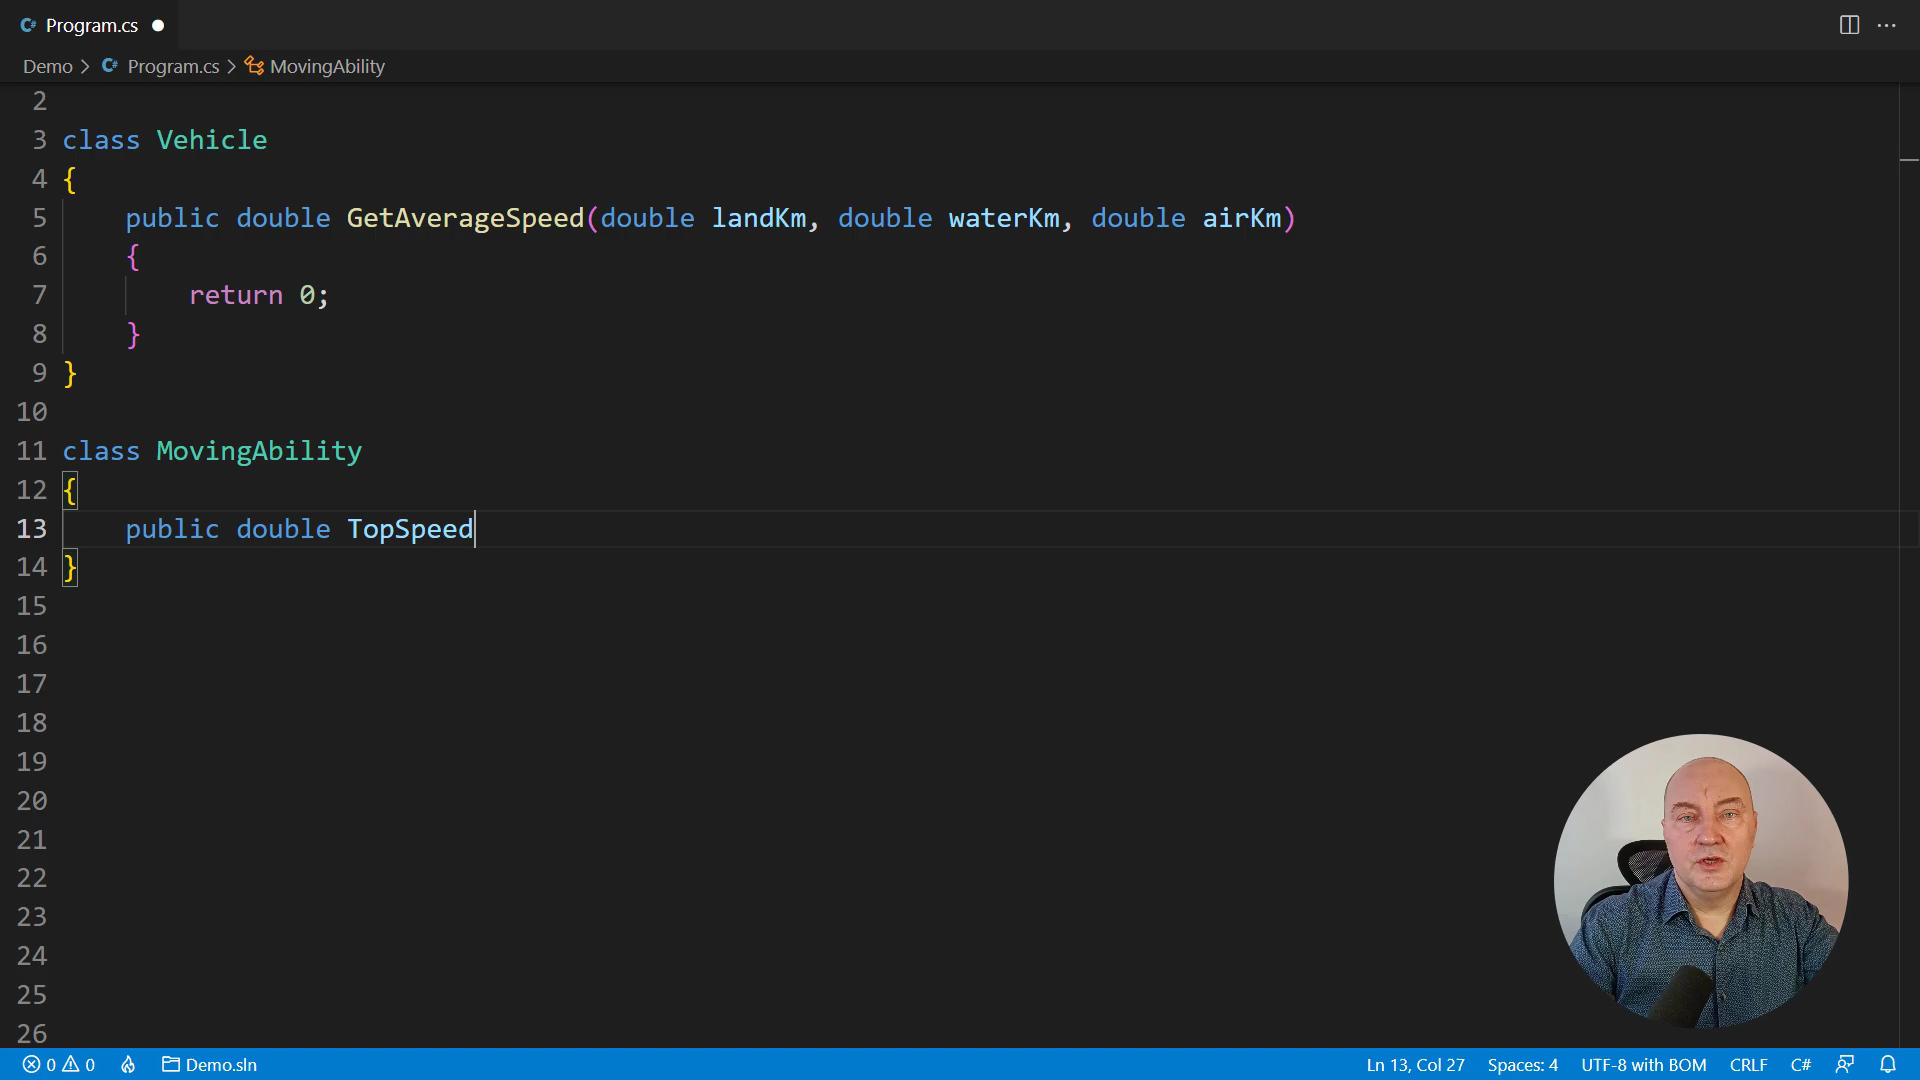 Program.cs
Demo > Program.cs > MovingAbility
2
3 class Vehicle
4 {
5 public double GetAverageSpeed(double landKm, double waterKm, double airKm)
6 {
7 return 0;
8 }
9 }
10
11 class MovingAbility
12 {
13 public double TopSpeed
14 }
15
16
17
18
19
20
21
22
23
24
25
26
0 0 Demo.sln Ln 13, Col 27 Spaces: 4 UTF-8 with BOM CRLF C#